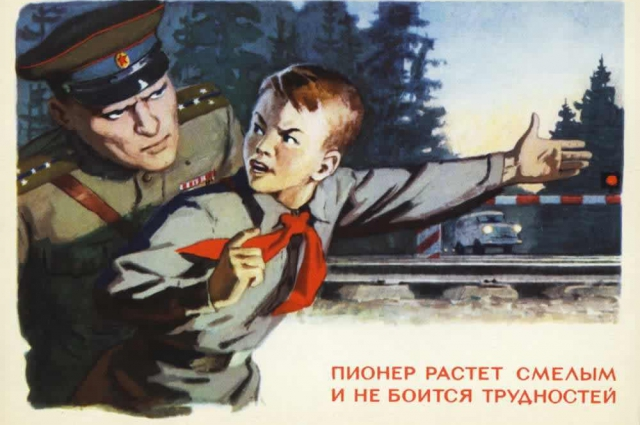 ПИОНЕР РАСТЕТ СМЕЛЫМ
И НЕ БОИТСЯ ТРУДНОСТЕЙ